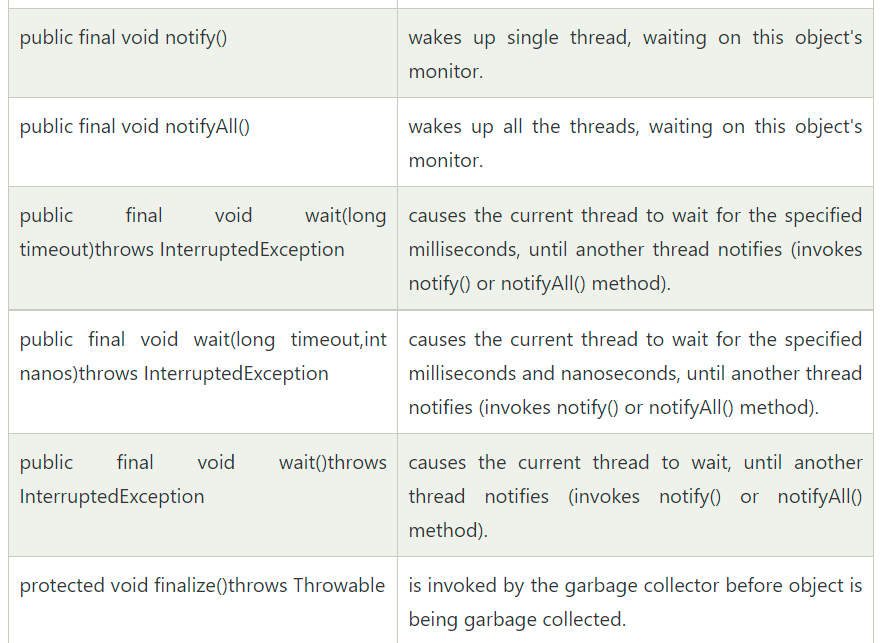 public final void notify()
wakes up single thread, waiting on this object's
monitor.
public final void notifyAll()
wakes up all the threads, waiting on this object's
monitor.
public final void wait(long
timeout)throws InterruptedException
causes the current thread to wait for the specified
milliseconds, until another thread notifies (invokes
notify() or notifyAll() method).
public final void wait(long timeout,int
nanos)throws InterruptedException
causes the current thread to wait for the specified
milliseconds and nanoseconds, until another thread
notifies (invokes notify() or notifyAll() method).
public final void wait()throws
InterruptedException
causes the current thread to wait, until another
thread notifies (invokes notify() or notifyAll()
method).
protected void finalize()throws Throwable
is invoked by the garbage collector before object is
being garbage collected.